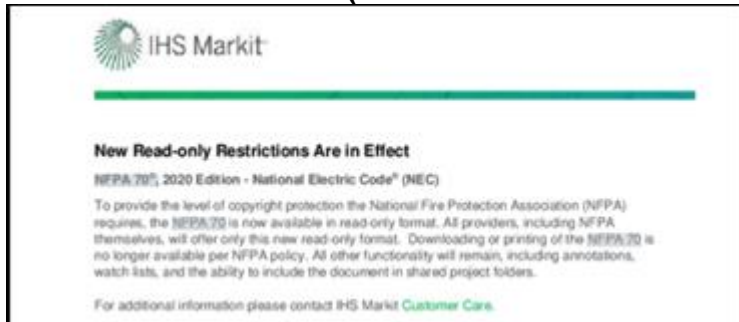 IHS Markit
New Read-only Restrictions Are in Effect
NFPA 70®, 2020 Edition - National Electric Code® (NEC)
To provide the level of copyright protection the National Fire Protection Association (NFPA)
requires, the NFPA 70 is now available in read-only format. All providers, including NFPA
themselves, will offer only this new read-only format. Downloading or printing of the NFPA 70 is
no longer available per NFPA policy. All other functionality will remain, including annotations,
watch lists, and the ability to include the document in shared project folders.
For additional information please contact IHS Markit Customer Care.